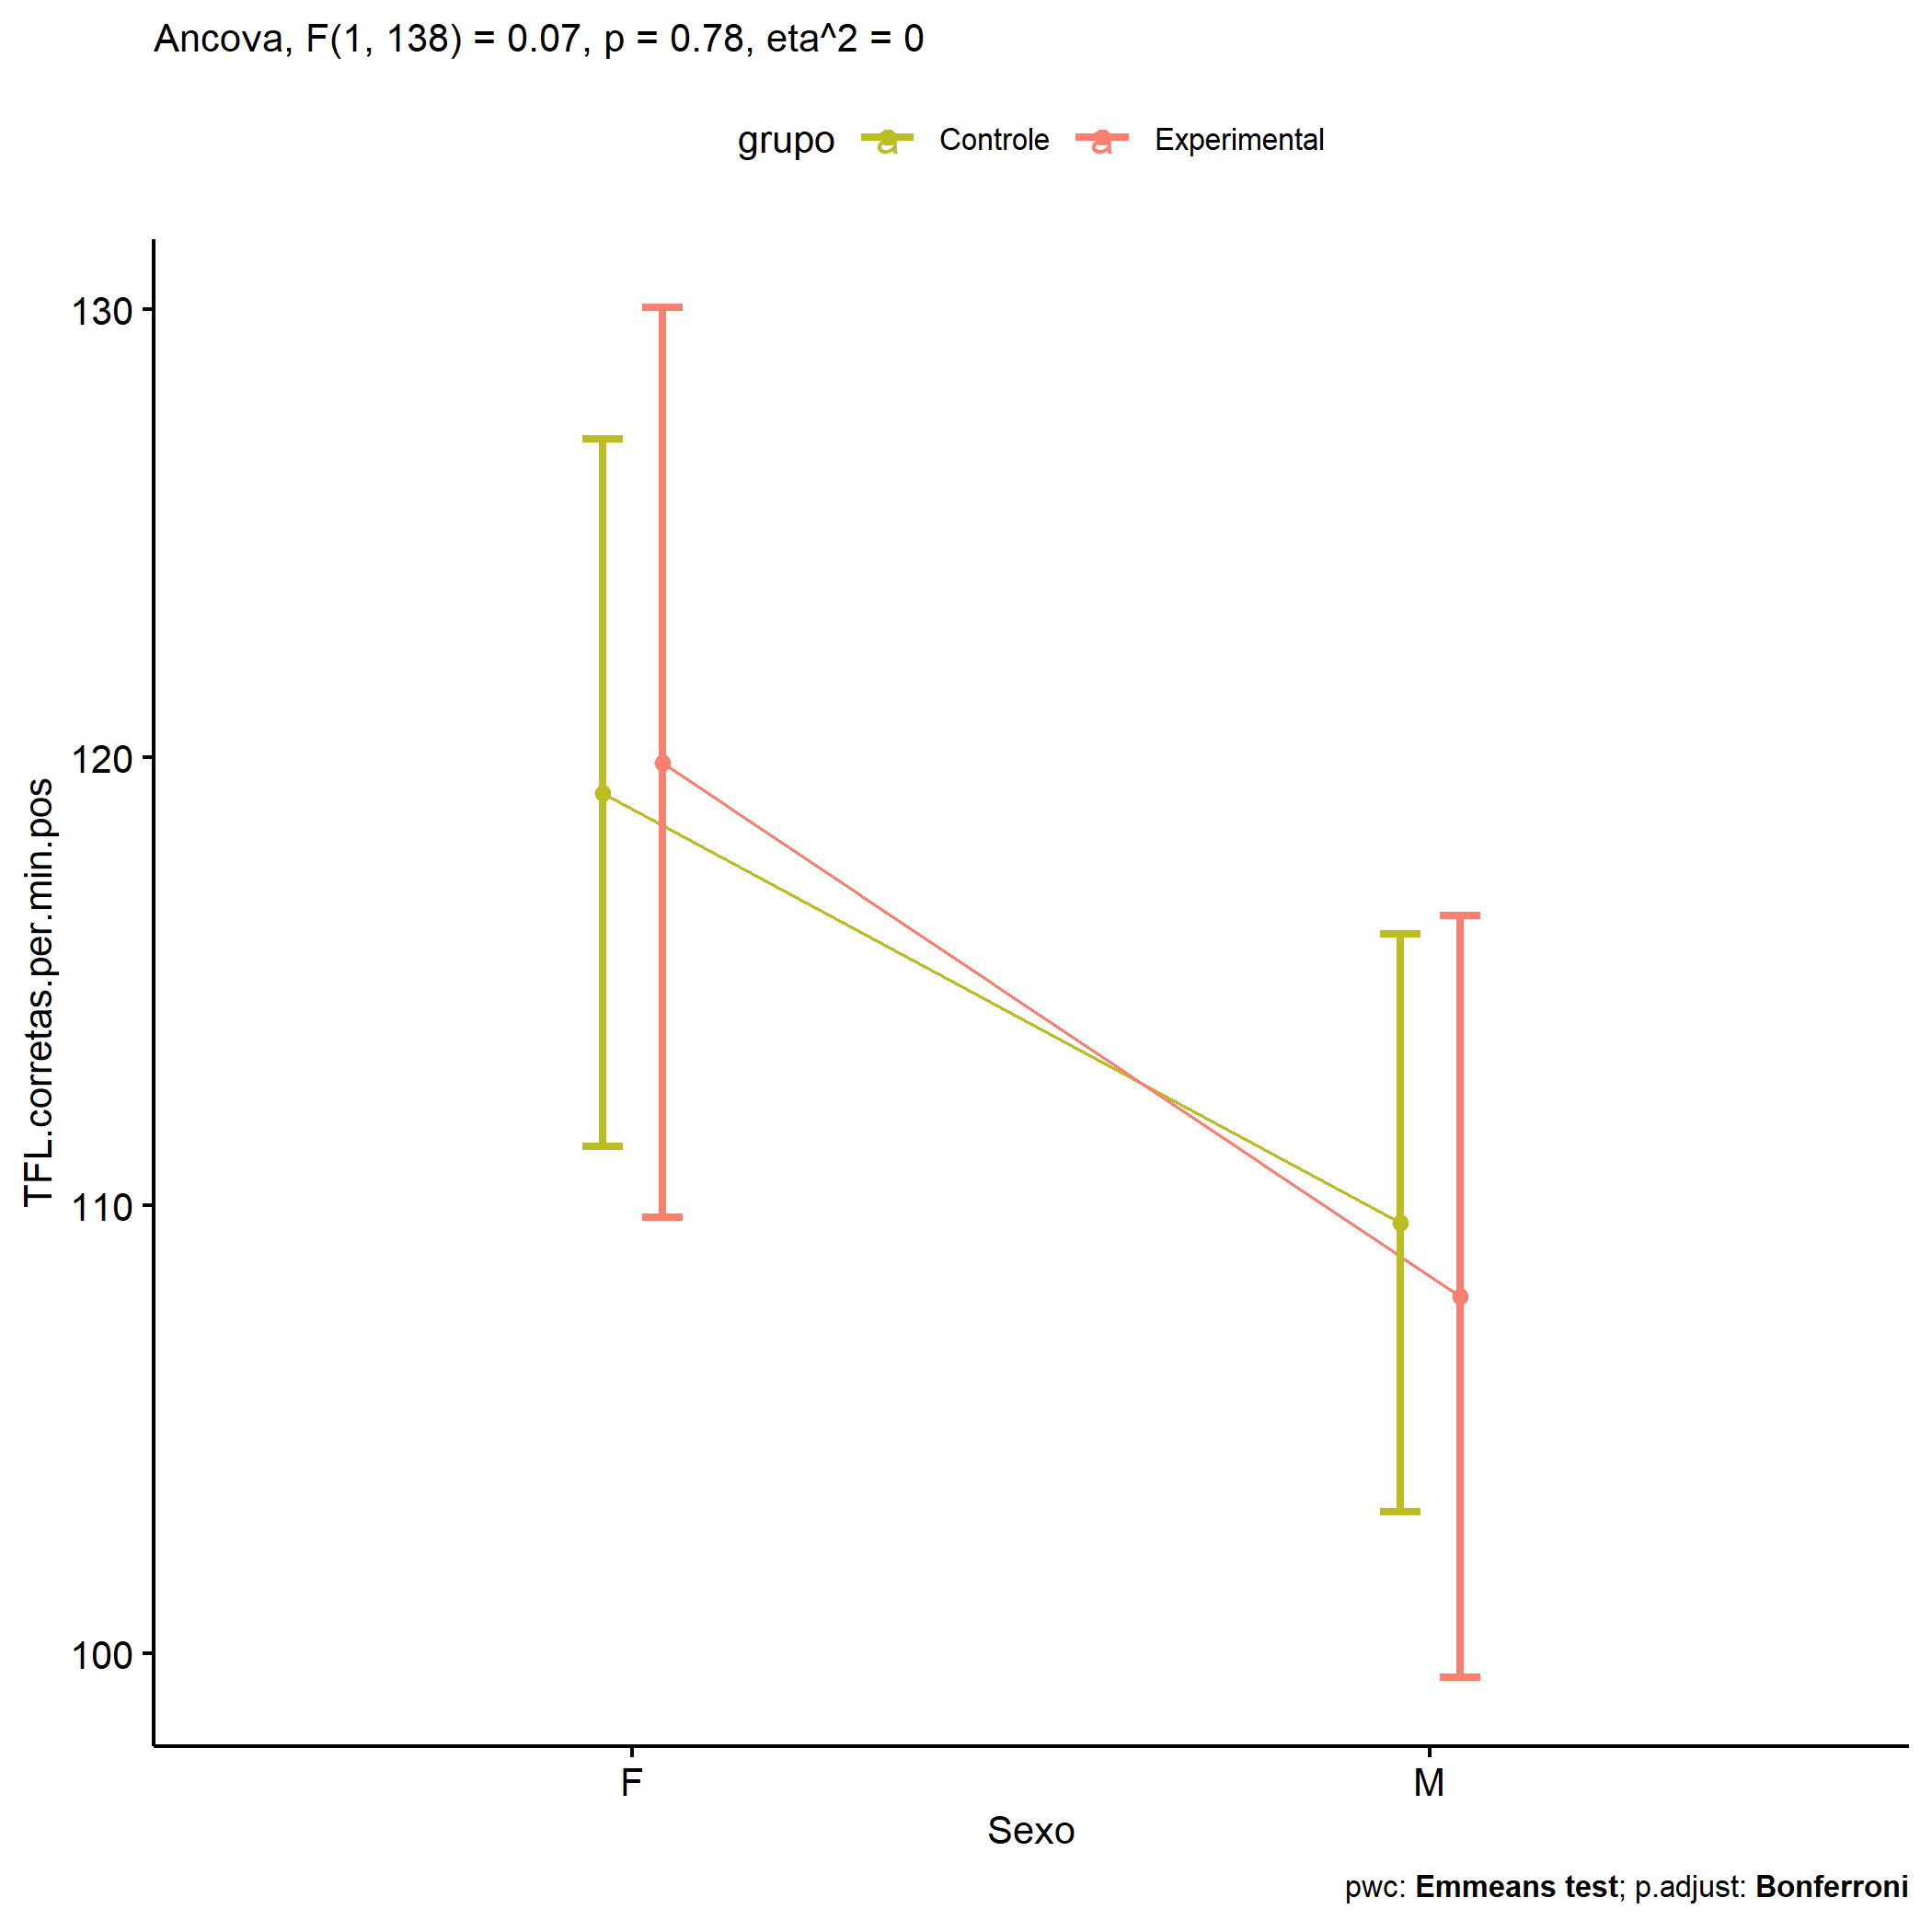 Ancova, F(1, 138) = 0.07, p = 0.78, eta^2 = 0
grupo a Controle a Experimental
130
120
110
100
TFL.corretas.per.min.pos
F M
Sexo
pwc: Emmeans test; p.adjust: Bonferroni